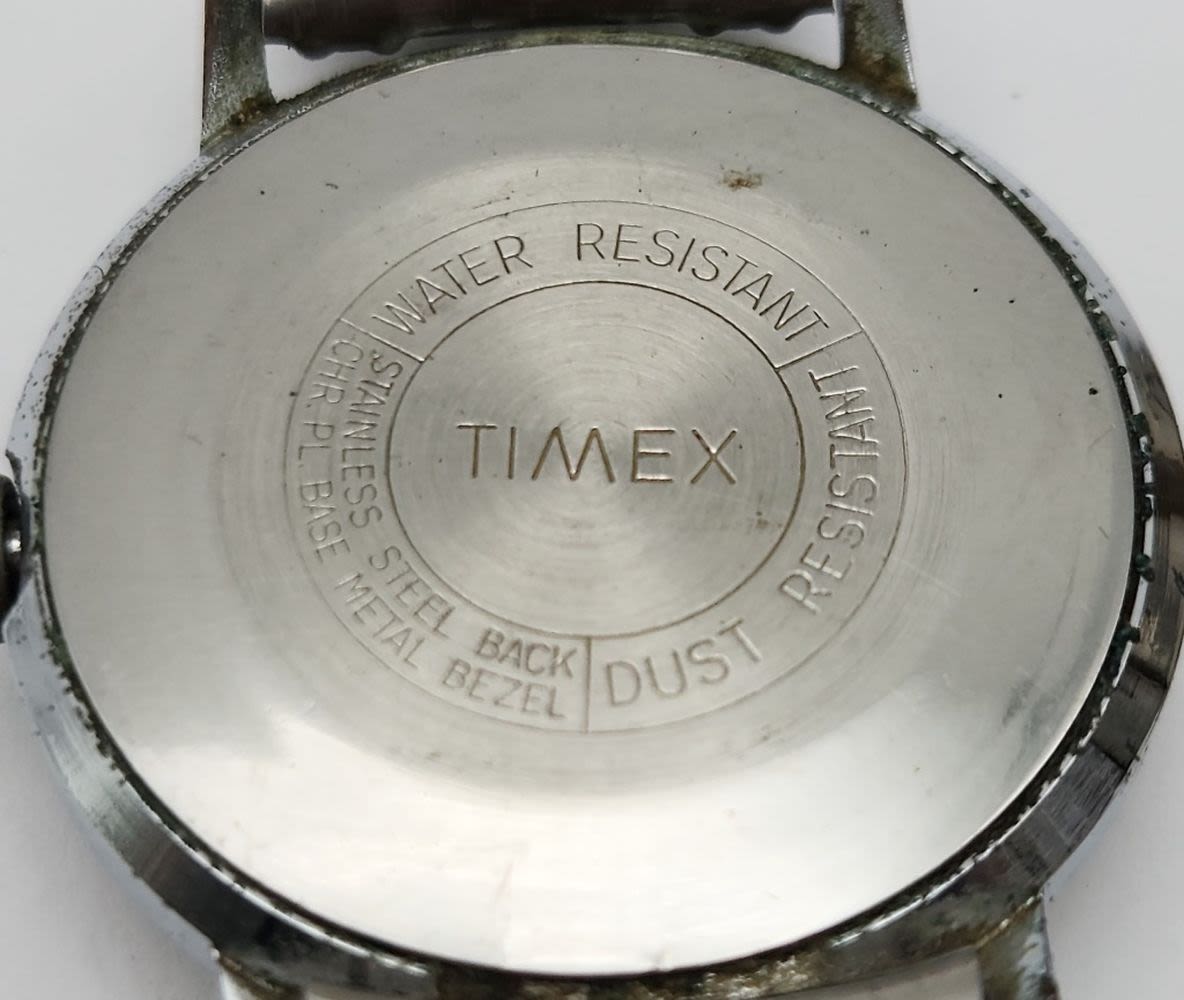 WATER RESISTANT
DUST RESISTANT
STAINLESS STEEL BACK
CHR. PL. BASE METAL BEZEL
TIMEX